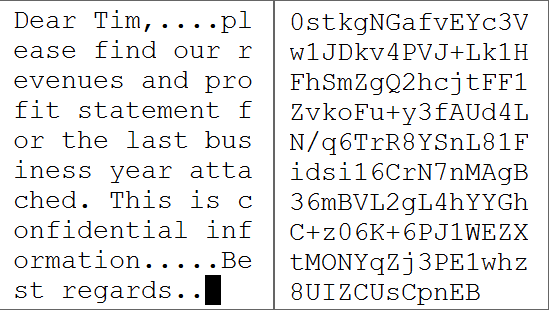 Dear Tim,....pl
ease find our r
evenues and pro
fit statement f
or the last bus
iness year atta
ched. This is c
onfidential inf
ormation.....Be
st regards..
0stkgNGafvEYc3V
w1JDkv4PVJ+Lk1H
FhSmZgQ2hcjtFF1
ZvkoFu+y3fAUd4L
N/q6TrR8YSnL81F
idsi16CrN7nMAgB
36mBVL2gL4hYYGh
C+z06K+6PJ1WEZX
tMONYqZj3PE1whz
8UIZCUsCpnEB